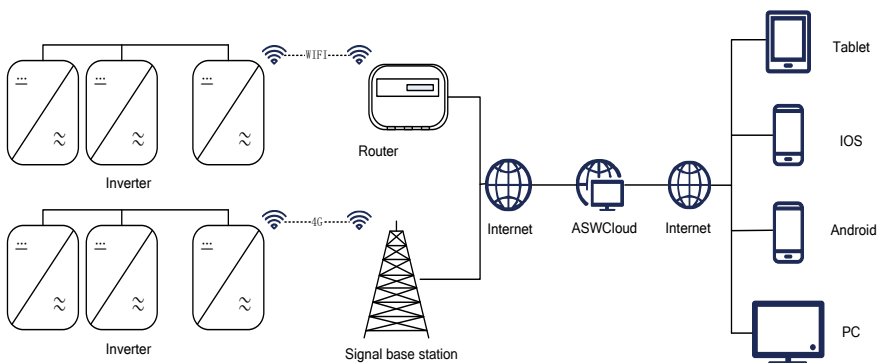 WIFI
Tablet
Router
IOS
Inverter
Internet
ASWCloud
Internet
4G
Android
Inverter
Signal base station
PC